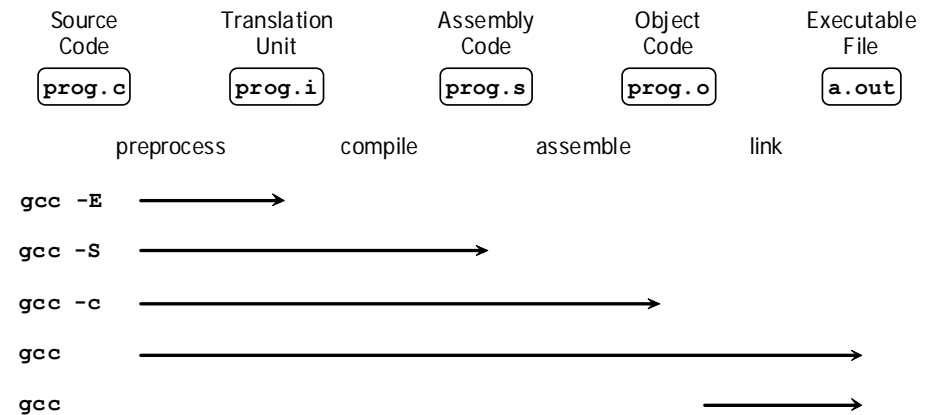 Source Translation Assembly Object Executable
Code Unit Code Code File
prog.c prog.i prog.s prog.o a.out
preprocess compile assemble link
gcc -E
gcc -S
gcc -c
gcc
gcc